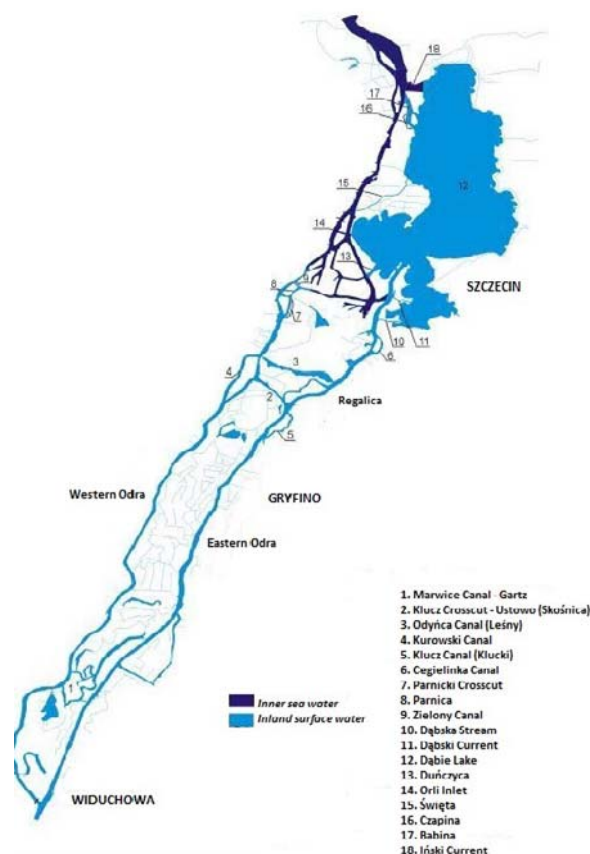 18
17
16
12
15
14
13
SZCZECIN
9
8
7
10
11
6
3
4
Regalica
2
5
Western Odra
GRYFINO
Eastern Odra
1
WIDUCHOWA
Inner sea water
Inland surface water
1. Marwice Canal - Gartz
2. Klucz Crosscut - Ustowo (Skośnica)
3. Odyńca Canal (Leśny)
4. Kurowski Canal
5. Klucz Canal (Klucki)
6. Cegielinka Canal
7. Parnicki Crosscut
8. Parnica
9. Zielony Canal
10. Dąbska Stream
11. Dąbski Current
12. Dąbie Lake
13. Duńczyca
14. Orli Inlet
15. Święta
16. Czapina
17. Babina
18. Iński Current